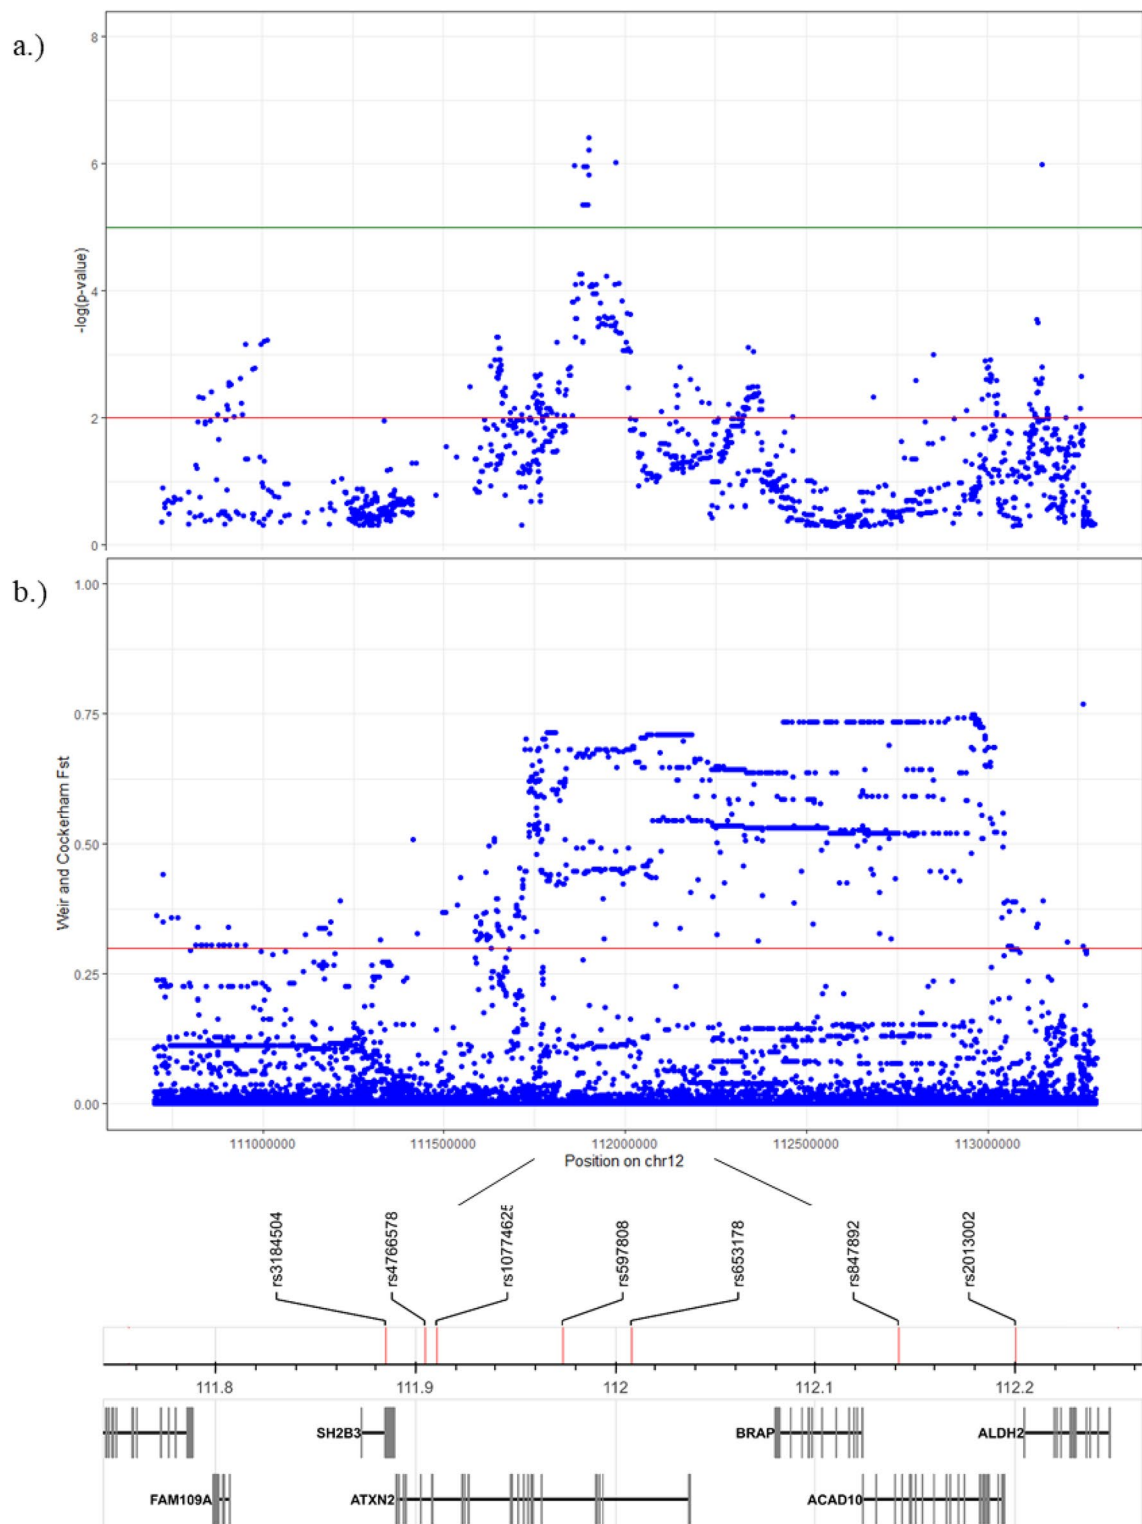 a.)
8
6
4
2
0
-log(p-value)
b.)
1.00
0.75
0.50
0.25
0.00
Weir and Cockerham Fst
111000000 111500000 112000000 112500000 113000000
Position on chr12
rs3184504
rs4766578
rs1077462
rs597808
rs653178
rs847892
rs2013002
111.8 111.9 112 112.1 112.2
SH2B3 BRAP ALDH2
FAM109A ATXN2 ACAD10